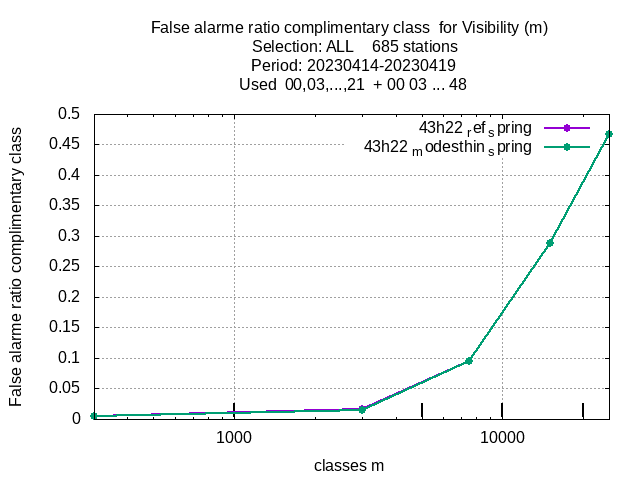 False alarme ratio complimentary class  for Visibility (m)
Selection: ALL    685 stations
Period: 20230414-20230419
Used  00,03,...,21  + 00 03 ... 48
43h22 ref spring
43h22 modesthin spring
False alarme ratio complimentary class
0.5
0.45
0.4
0.35
0.3
0.25
0.2
0.15
0.1
0.05
0
1000 10000
classes m